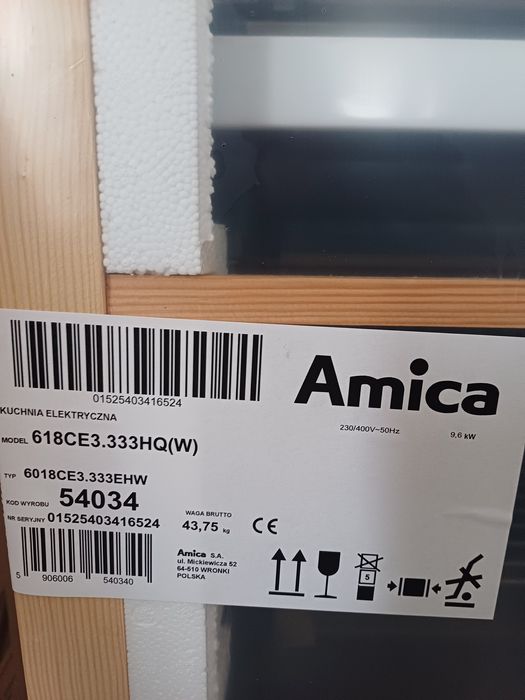 01525403416524
Amica
230/400V~50Hz 9,6 kW
KUCHNIA ELEKTRYCZNA
MODEL 618CE3.333HQ(W)
TYP 6018CE3.333EHW
KOD WYROBU 54034
NR SERYJNY 01525403416524
WAGA BRUTTO
43,75 kg
CE
5 906006 540340
Amica S.A.
ul. Mickiewicza 52
64-510 WRONKI
POLSKA
5